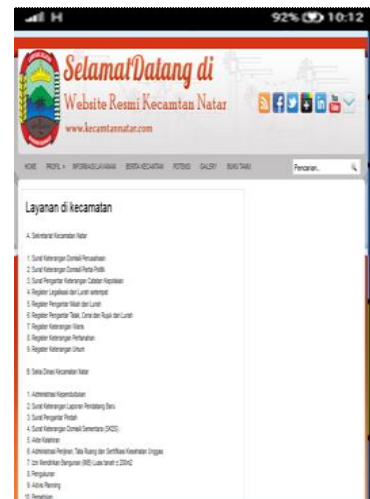 H 92% 10:12
SelamatDatang di
Website Resmi Kecamtan Natar
www.kecamtannatar.com
HOME PROFIL INFORMASI LAYANAN BERITA KECAMTAN POTENSI GALERY BUKU TAMU Pencarian..
Layanan di kecamatan
A. Sekretariat Kecamatan Natar
1. Surat Keterangan Domisili Perusahaan
2. Surat Keterangan Domisili Partai Politik
3. Surat Pengantar Keterangan Catatan Kepolisian
4. Register Legalisasi dari Lurah setempat
5. Register Pengantar Nikah dari Lurah
6. Register Pengantar Talak, Cerai dan Rujuk dari Lurah
7. Register Keterangan Waris
8. Register Keterangan Pertanahan
9. Register Keterangan Umum
B. Seksi Dinas Kecamatan Natar
1. Administrasi Kependudukan
2. Surat Keterangan Laporan Pendatang Baru
3. Surat Pengantar Pindah
4. Surat Keterangan Domisili Sementara (SKDS)
5. Akte Kelahiran
6. Administrasi Perijinan, Tata Ruang dan Sertifikasi Kesehatan Unggas
7. Izin Mendirikan Bangunan (IMB) Luas tanah ≤ 200m2
8. Pengukuran
9. Advis Planning
10. Penelitian